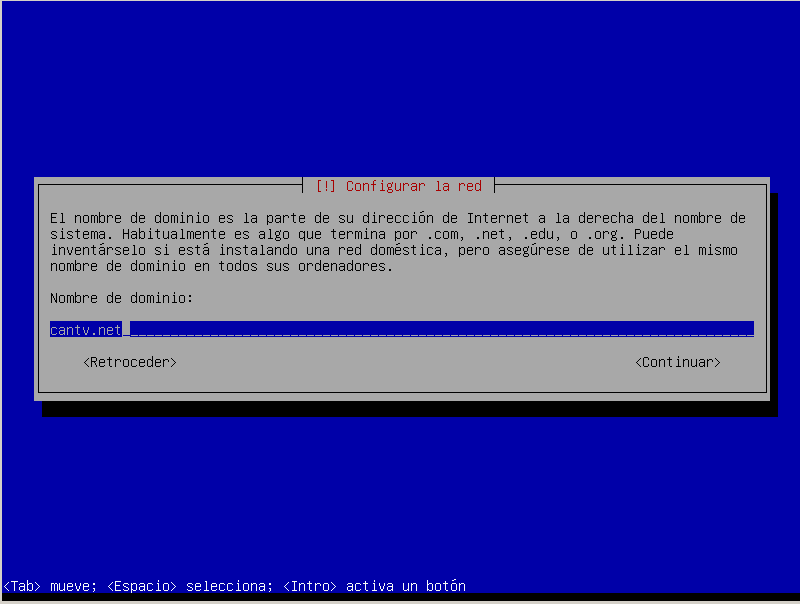 [!] Configurar la red
El nombre de dominio es la parte de su dirección de Internet a la derecha del nombre de
sistema. Habitualmente es algo que termina por .com, .net, .edu, o .org. Puede
inventárselo si está instalando una red doméstica, pero asegúrese de utilizar el mismo
nombre de dominio en todos sus ordenadores.
Nombre de dominio:
cantv.net
<Retroceder> <Continuar>
<Tab> mueve; <Espacio> selecciona; <Intro> activa un botón